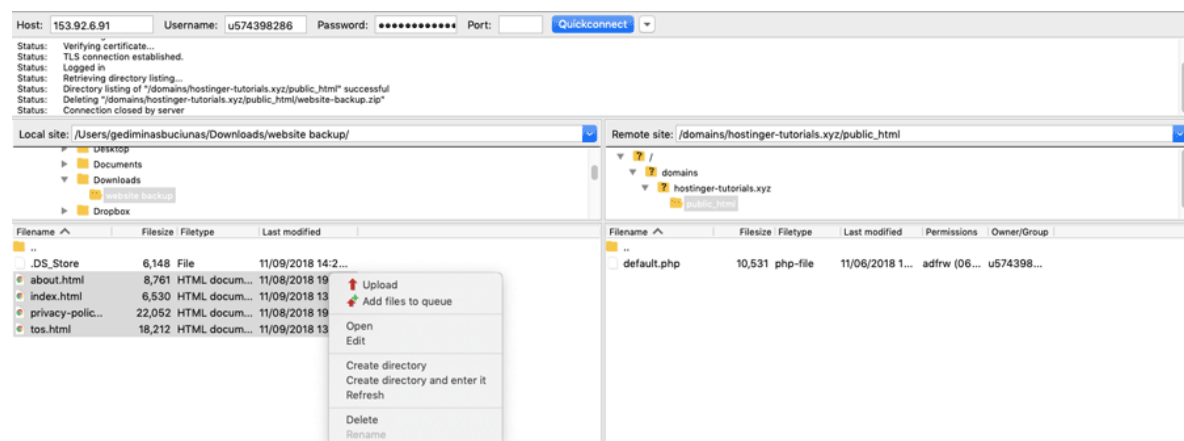 Host: 153.92.6.91 Username: u574398286 Password: ●●●●●●●●●●●● Port: Quickconnect
Status: Verifying certificate...
Status: TLS connection established.
Status: Logged in
Status: Retrieving directory listing...
Status: Directory listing of "/domains/hostinger-tutorials.xyz/public_html" successful
Status: Deleting "/domains/hostinger-tutorials.xyz/public_html/website-backup.zip"
Status: Connection closed by server
Local site: /Users/gediminasbuciunas/Downloads/website backup/
Desktop
Documents
Downloads
website backup
Dropbox
Remote site: /domains/hostinger-tutorials.xyz/public_html
? /
? domains
? hostinger-tutorials.xyz
public_html
Filename Filesize Filetype Last modified
..
.DS_Store 6,148 File 11/09/2018 14:2...
about.html 8,761 HTML docum... 11/08/2018 19
index.html 6,530 HTML docum... 11/09/2018 13
privacy-polic... 22,052 HTML docum... 11/08/2018 19
tos.html 18,212 HTML docum... 11/09/2018 13
Upload
Add files to queue
Open
Edit
Create directory
Create directory and enter it
Refresh
Delete
Rename
Filename Filesize Filetype Last modified Permissions Owner/Group
..
default.php 10,531 php-file 11/06/2018 1... adfrw (06... u574398...